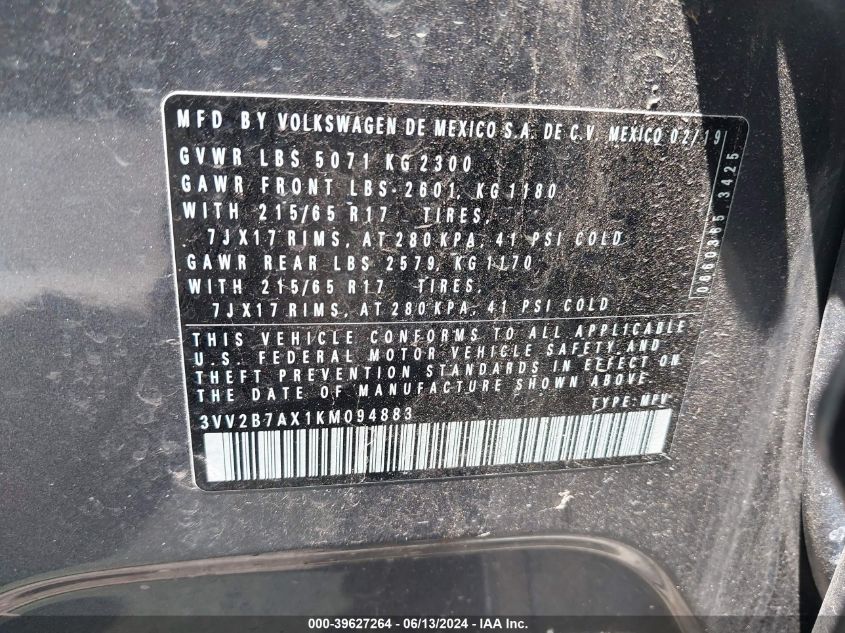 MFD BY VOLKSWAGEN DE MEXICO S.A. DE C.V. MEXICO 02/19
GVWR LBS 5071 KG 2300
GAWR FRONT LBS 2601, KG 1180
WITH 215/65 R17 TIRES,
7JX17 RIMS, AT 280 KPA, 41 PSI COLD
GAWR REAR LBS 2579, KG 1170
WITH 215/65 R17 TIRES,
7JX17 RIMS, AT 280 KPA, 41 PSI COLD
THIS VEHICLE CONFORMS TO ALL APPLICABLE
U.S. FEDERAL MOTOR VEHICLE SAFETY AND
THEFT PREVENTION STANDARDS IN EFFECT ON
THE DATE OF MANUFACTURE SHOWN ABOVE
TYPE: MPV
3VV2B7AX1KM094883
0660365 3425
000-39627264 - 06/13/2024 - IAA Inc.